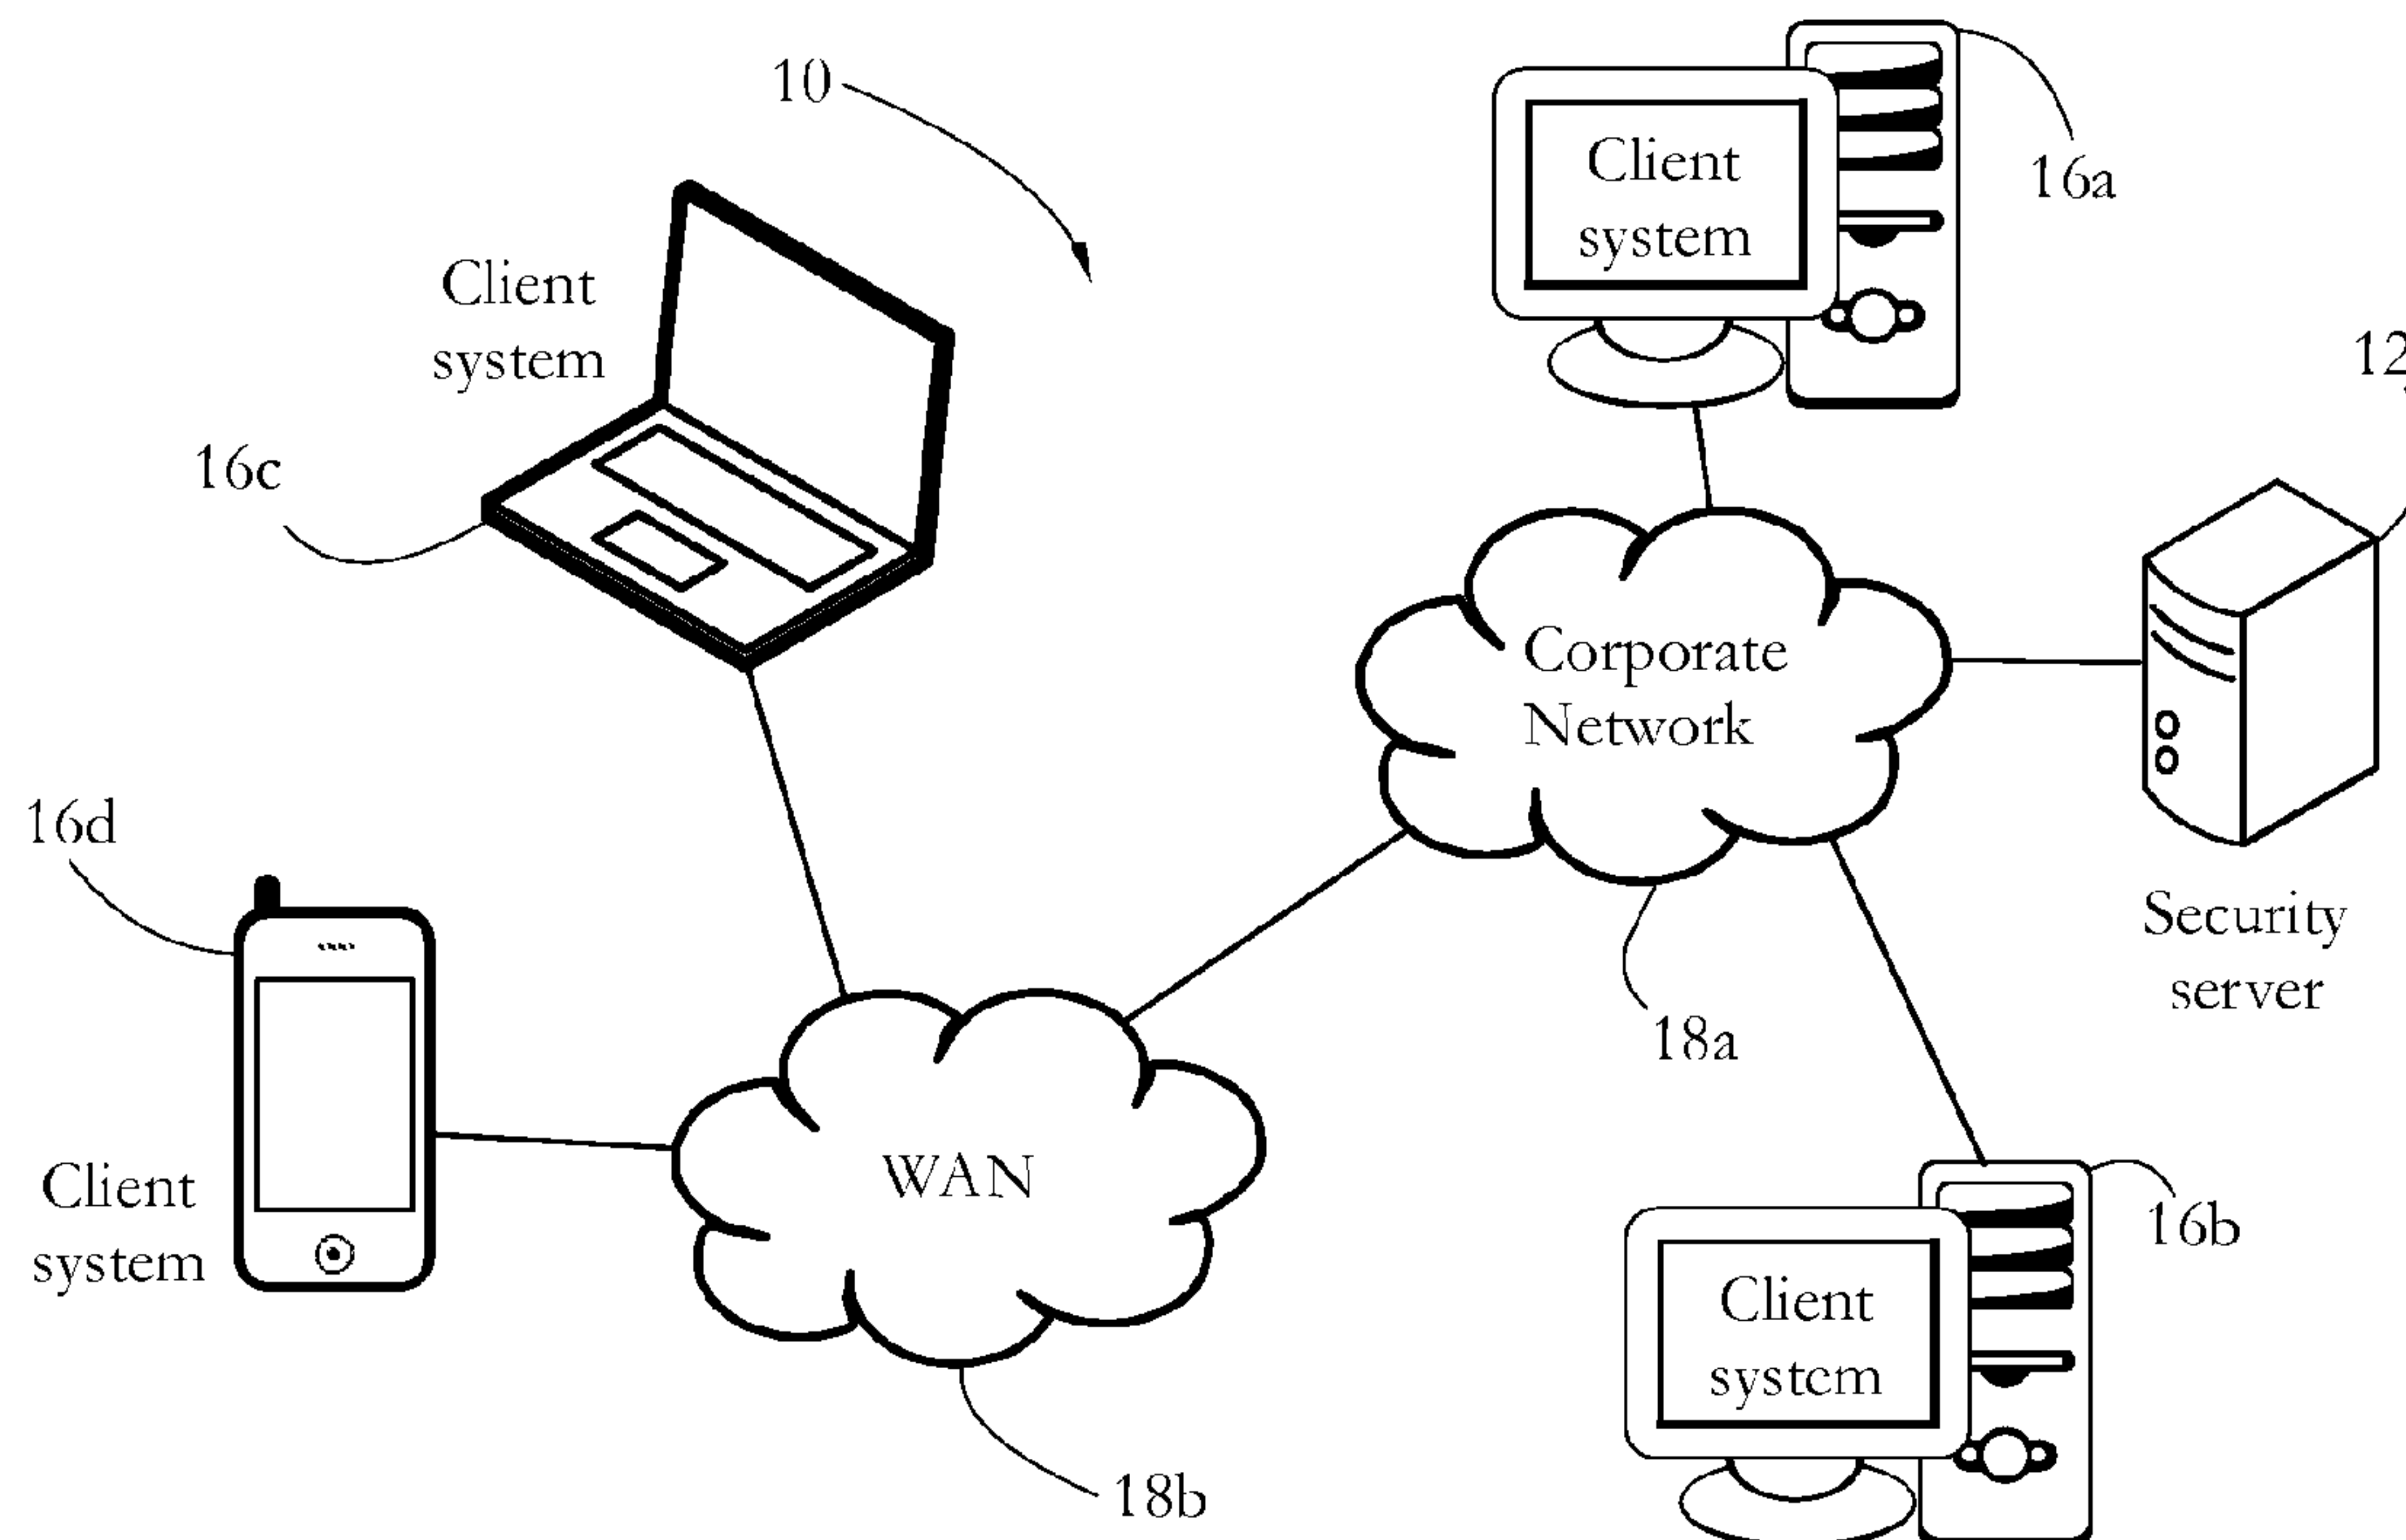 10
Client
system
16a
Client
system
12
16c
Corporate
Network
16d
Security
server
18a
Client
system
WAN
16b
Client
system
18b